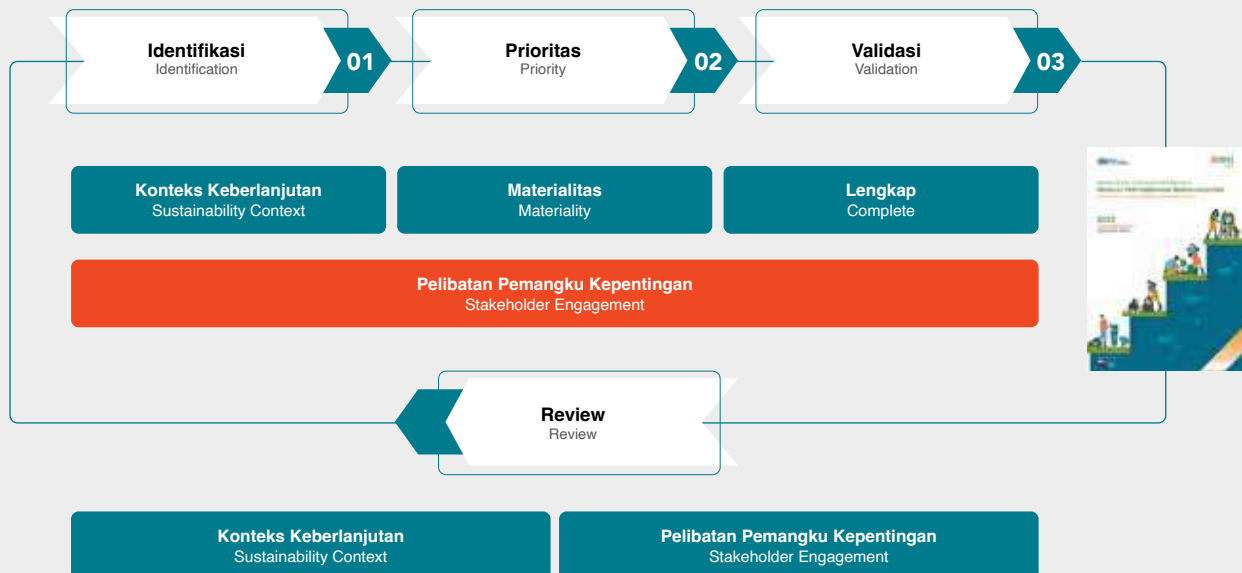 Identifikasi
Identification
01
Prioritas
Priority
02
Validasi
Validation
03
Konteks Keberlanjutan
Sustainability Context
Materialitas
Materiality
Lengkap
Complete
Pelibatan Pemangku Kepentingan
Stakeholder Engagement
Review
Review
Konteks Keberlanjutan
Sustainability Context
Pelibatan Pemangku Kepentingan
Stakeholder Engagement